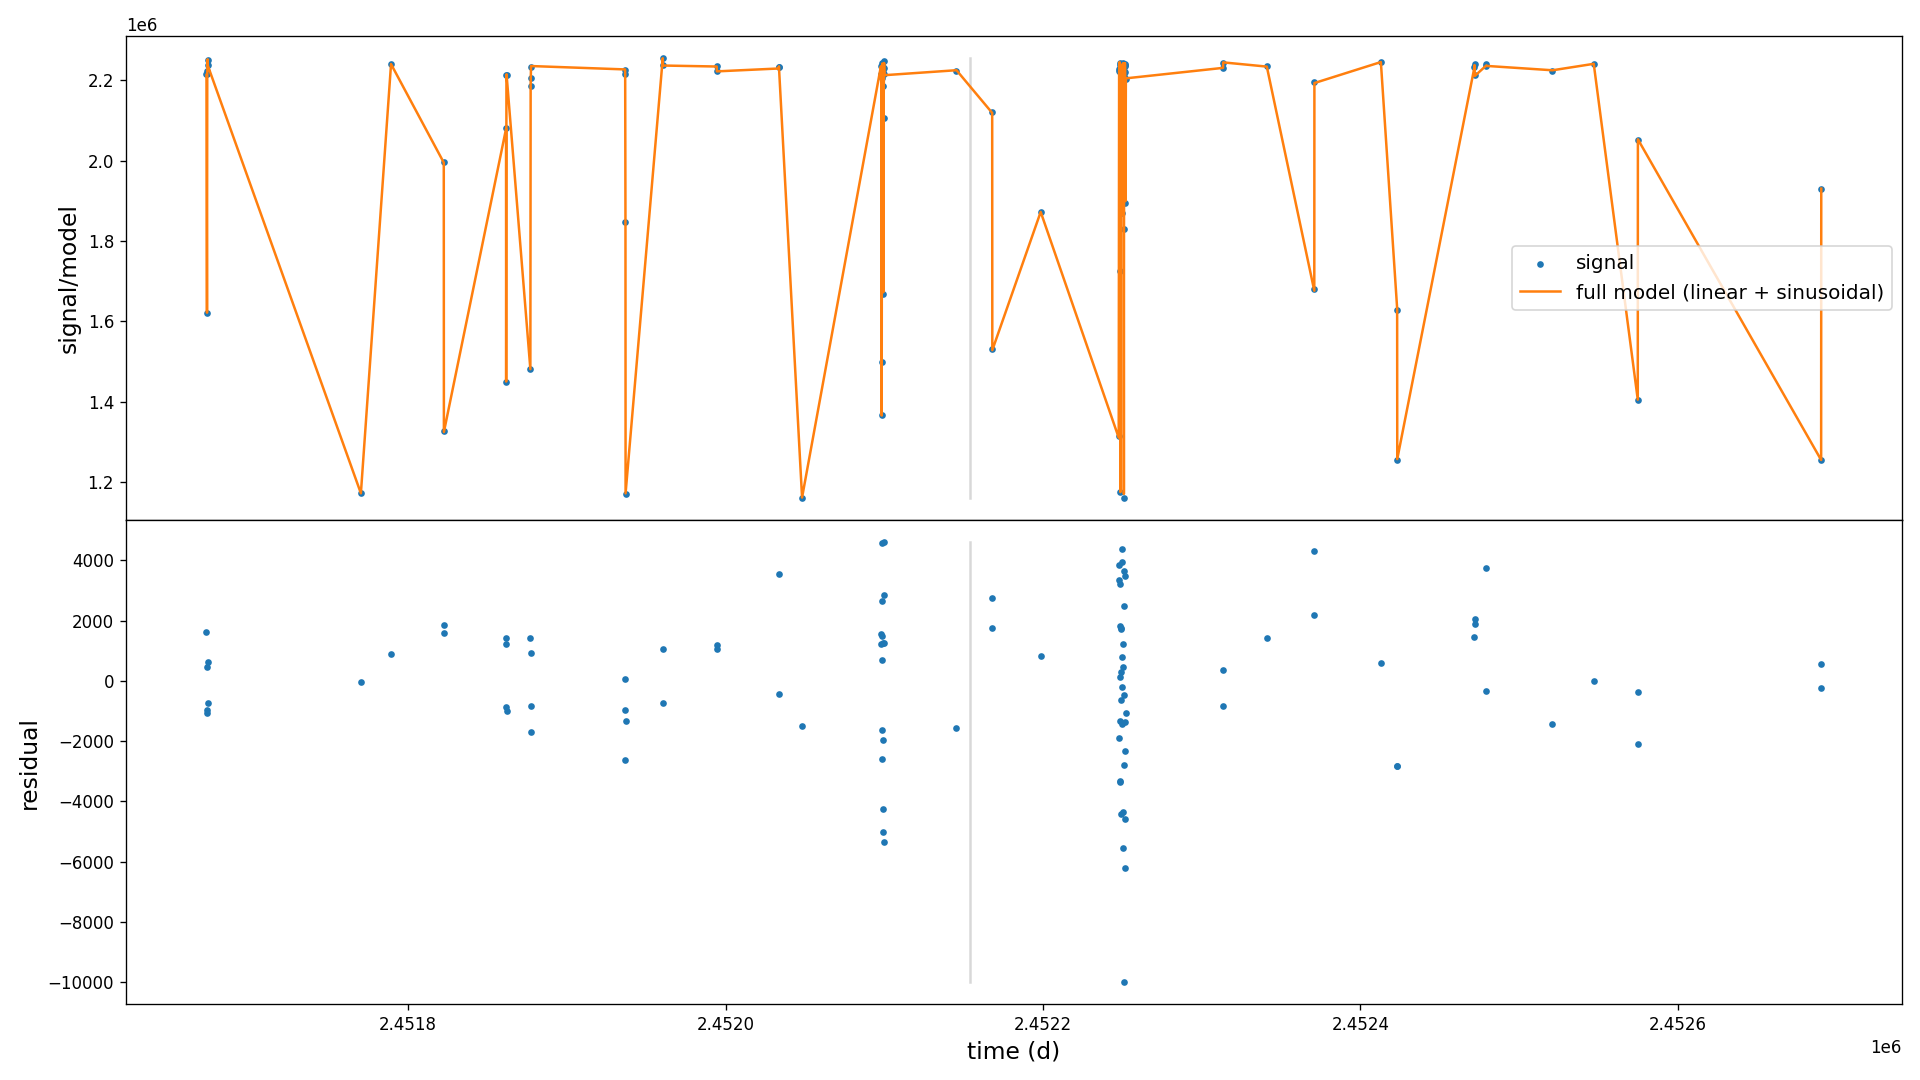 1e6
2.2
2.0
1.8
1.6
1.4
1.2
signal/model
signal
full model (linear + sinusoidal)
4000
2000
0
−2000
−4000
−6000
−8000
−10000
residual
2.4518
2.4520
2.4522
2.4524
2.4526
time (d)
1e6